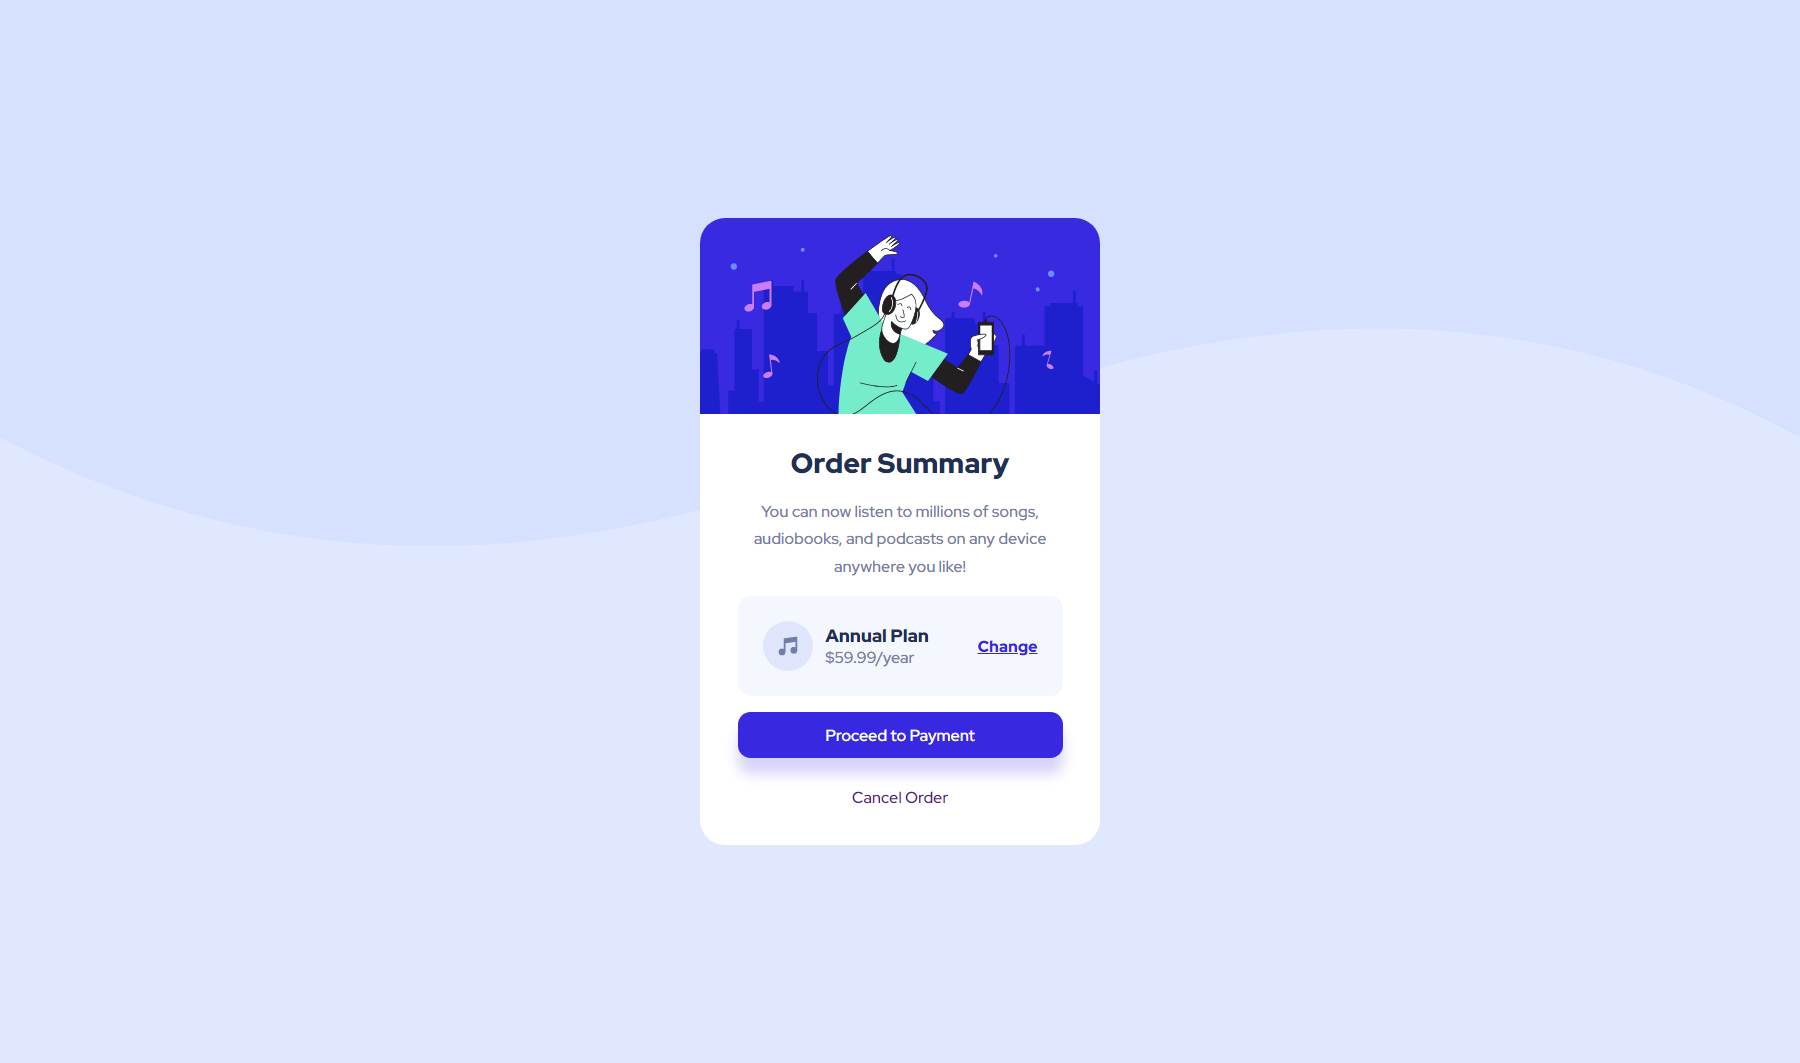 Order Summary
You can now listen to millions of songs,
audiobooks, and podcasts on any device
anywhere you like!
Annual Plan
$59.99/year
Change
Proceed to Payment
Cancel Order